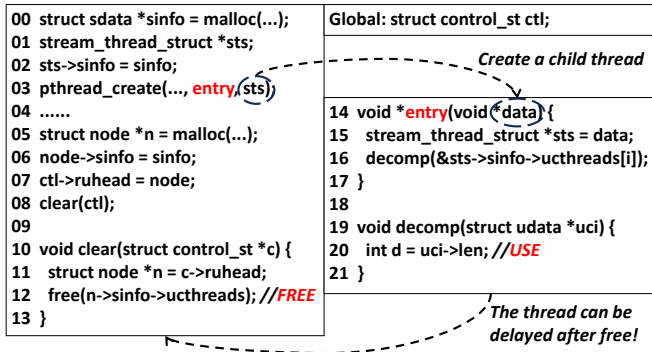 00 struct sdata *sinfo = malloc(...);
01 stream_thread_struct *sts;
02 sts->sinfo = sinfo;
03 pthread_create(..., entry, sts);
04 ......
05 struct node *n = malloc(...);
06 node->sinfo = sinfo;
07 ctl->ruhead = node;
08 clear(ctl);
09
10 void clear(struct control_st *c) {
11 struct node *n = c->ruhead;
12 free(n->sinfo->ucthreads); //FREE
13 }
Global: struct control_st ctl;
Create a child thread
14 void *entry(void *data) {
15 stream_thread_struct *sts = data;
16 decomp(&sts->sinfo->ucthreads[i]);
17 }
18
19 void decomp(struct udata *uci) {
20 int d = uci->len; //USE
21 }
The thread can be
delayed after free!